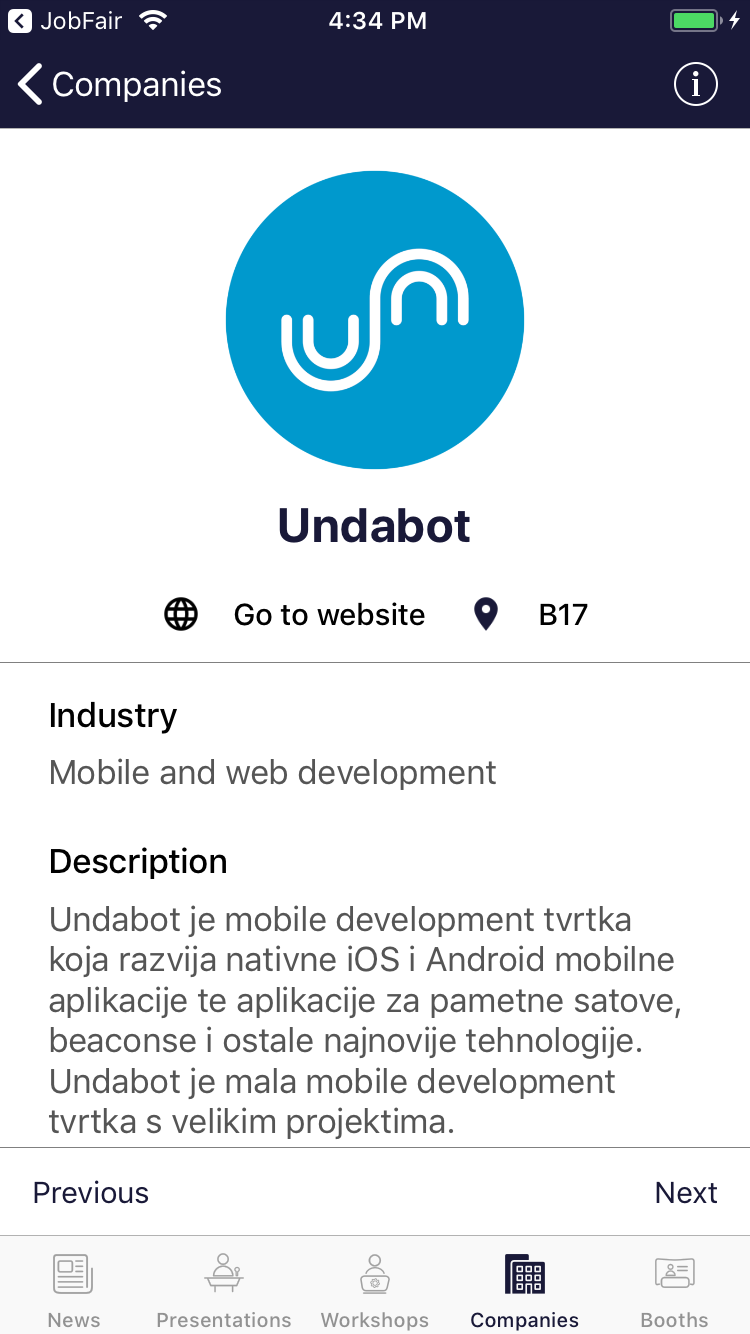 JobFair 4:34 PM
Companies
Undabot
Go to website B17
Industry
Mobile and web development
Description
Undabot je mobile development tvrtka
koja razvija nativne iOS i Android mobilne
aplikacije te aplikacije za pametne satove,
beaconse i ostale najnovije tehnologije.
Undabot je mala mobile development
tvrtka s velikim projektima.
Previous Next
News Presentations Workshops Companies Booths